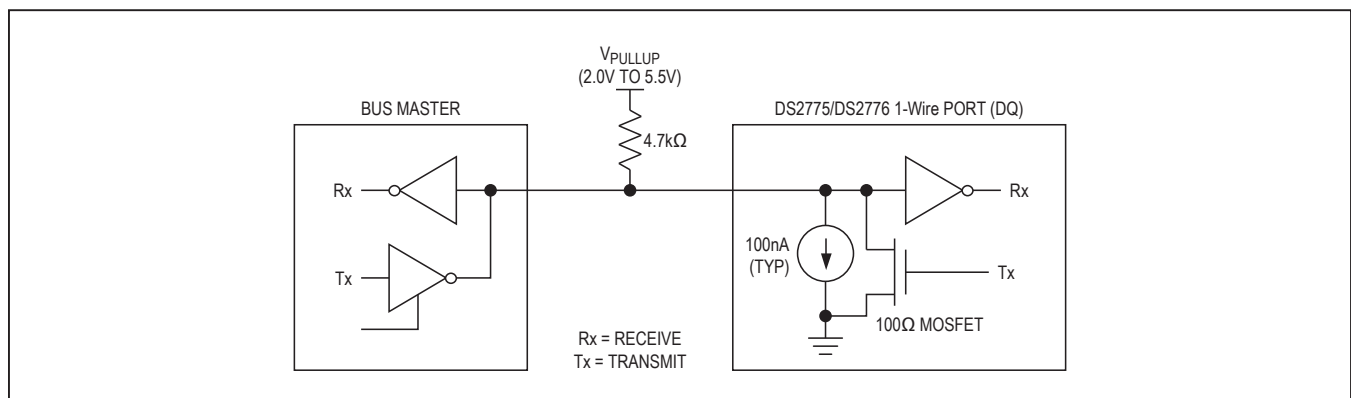 V_PULLUP
(2.0V TO 5.5V)
BUS MASTER
DS2775/DS2776 1-Wire PORT (DQ)
4.7kΩ
Rx
Rx
100nA
(TYP)
Tx
Tx
100Ω MOSFET
Rx = RECEIVE
Tx = TRANSMIT